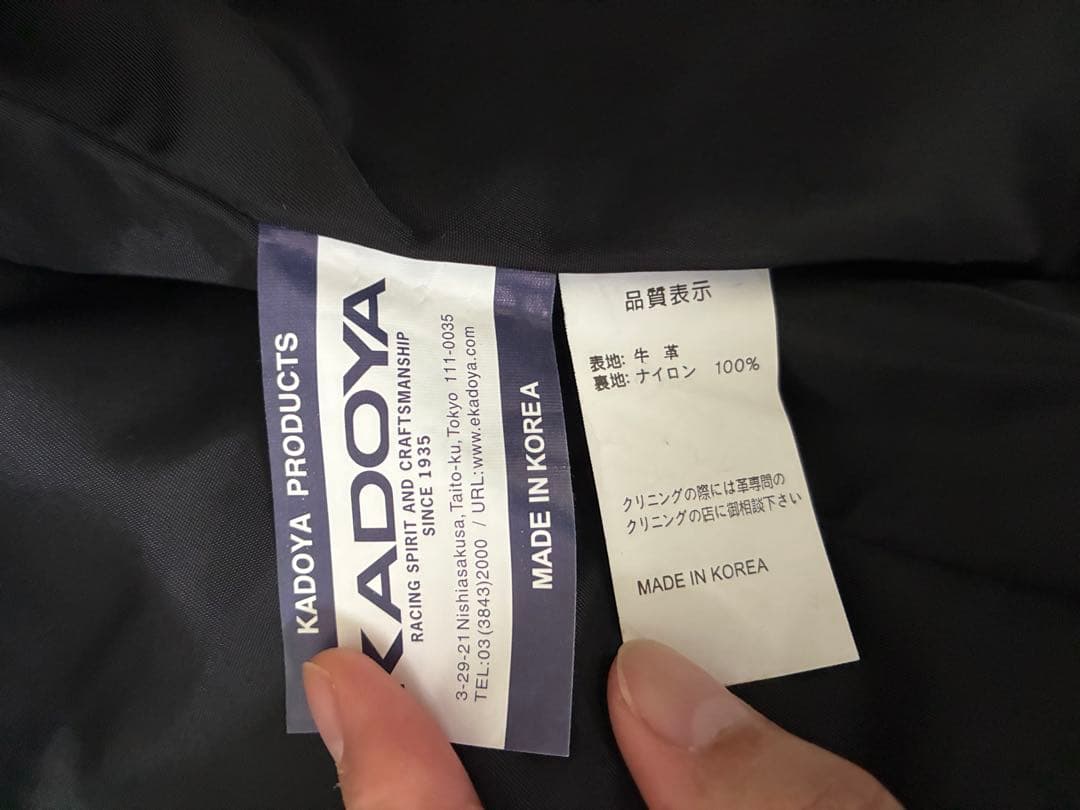 KADOYA PRODUCTS
KADOYA
RACING SPIRIT AND CRAFTSMANSHIP
SINCE 1935
3-29-21 Nishiasakusa, Taito-ku, Tokyo 111-0035
TEL:03(3843)2000 / URL:www.ekadoya.com
MADE IN KOREA
品質表示
表地: 牛 革
裏地: ナイロン 100%
クリニングの際には革専問の
クリニングの店に御相談下さい
MADE IN KOREA